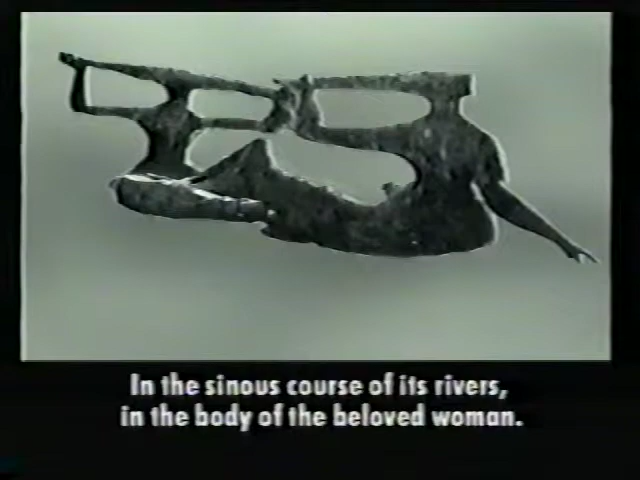 In the sinous course of its rivers,
in the body of the beloved woman.